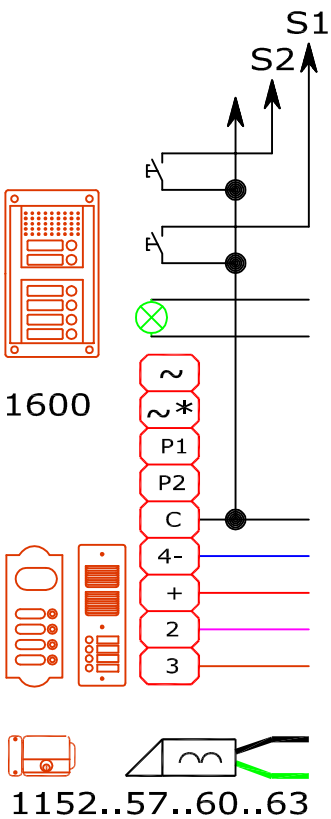 S1
S2
1600
~
~*
P1
P2
C
4-
+
2
3
1152..57..60..63